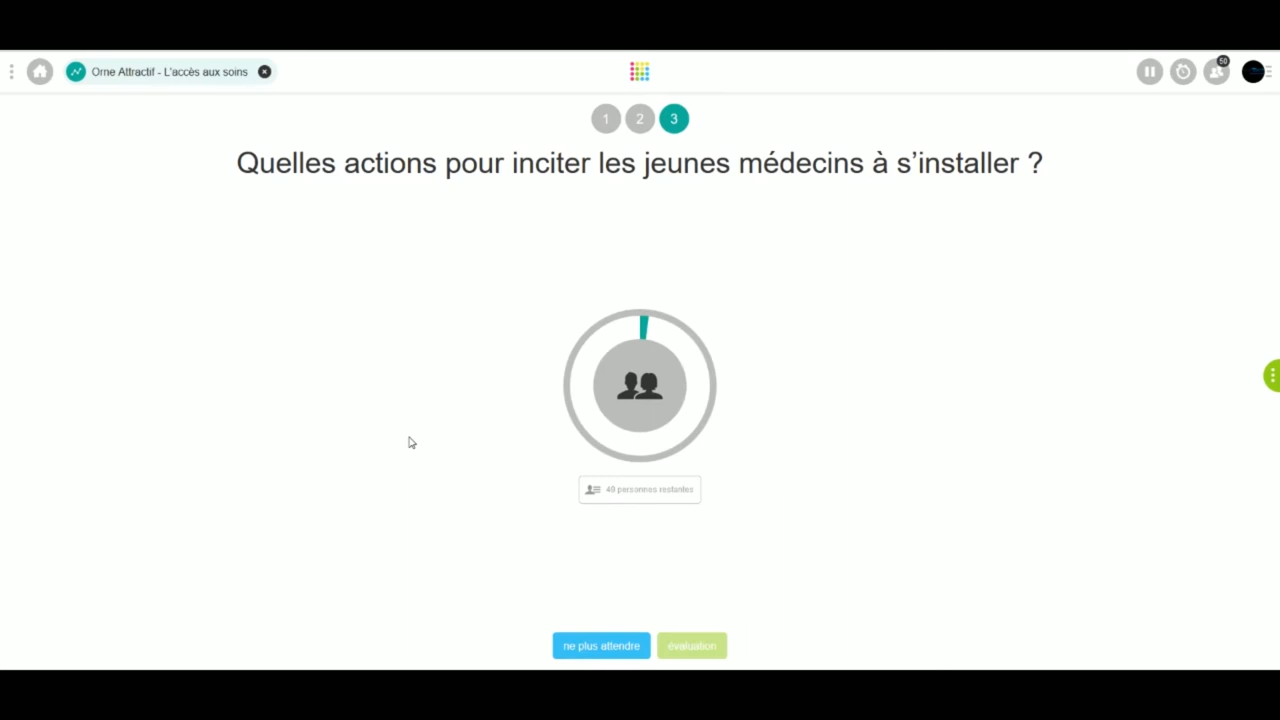 Orne Attractif - L'accès aux soins
50
1 2 3
Quelles actions pour inciter les jeunes médecins à s’installer ?
49 personnes restantes
ne plus attendre
évaluation